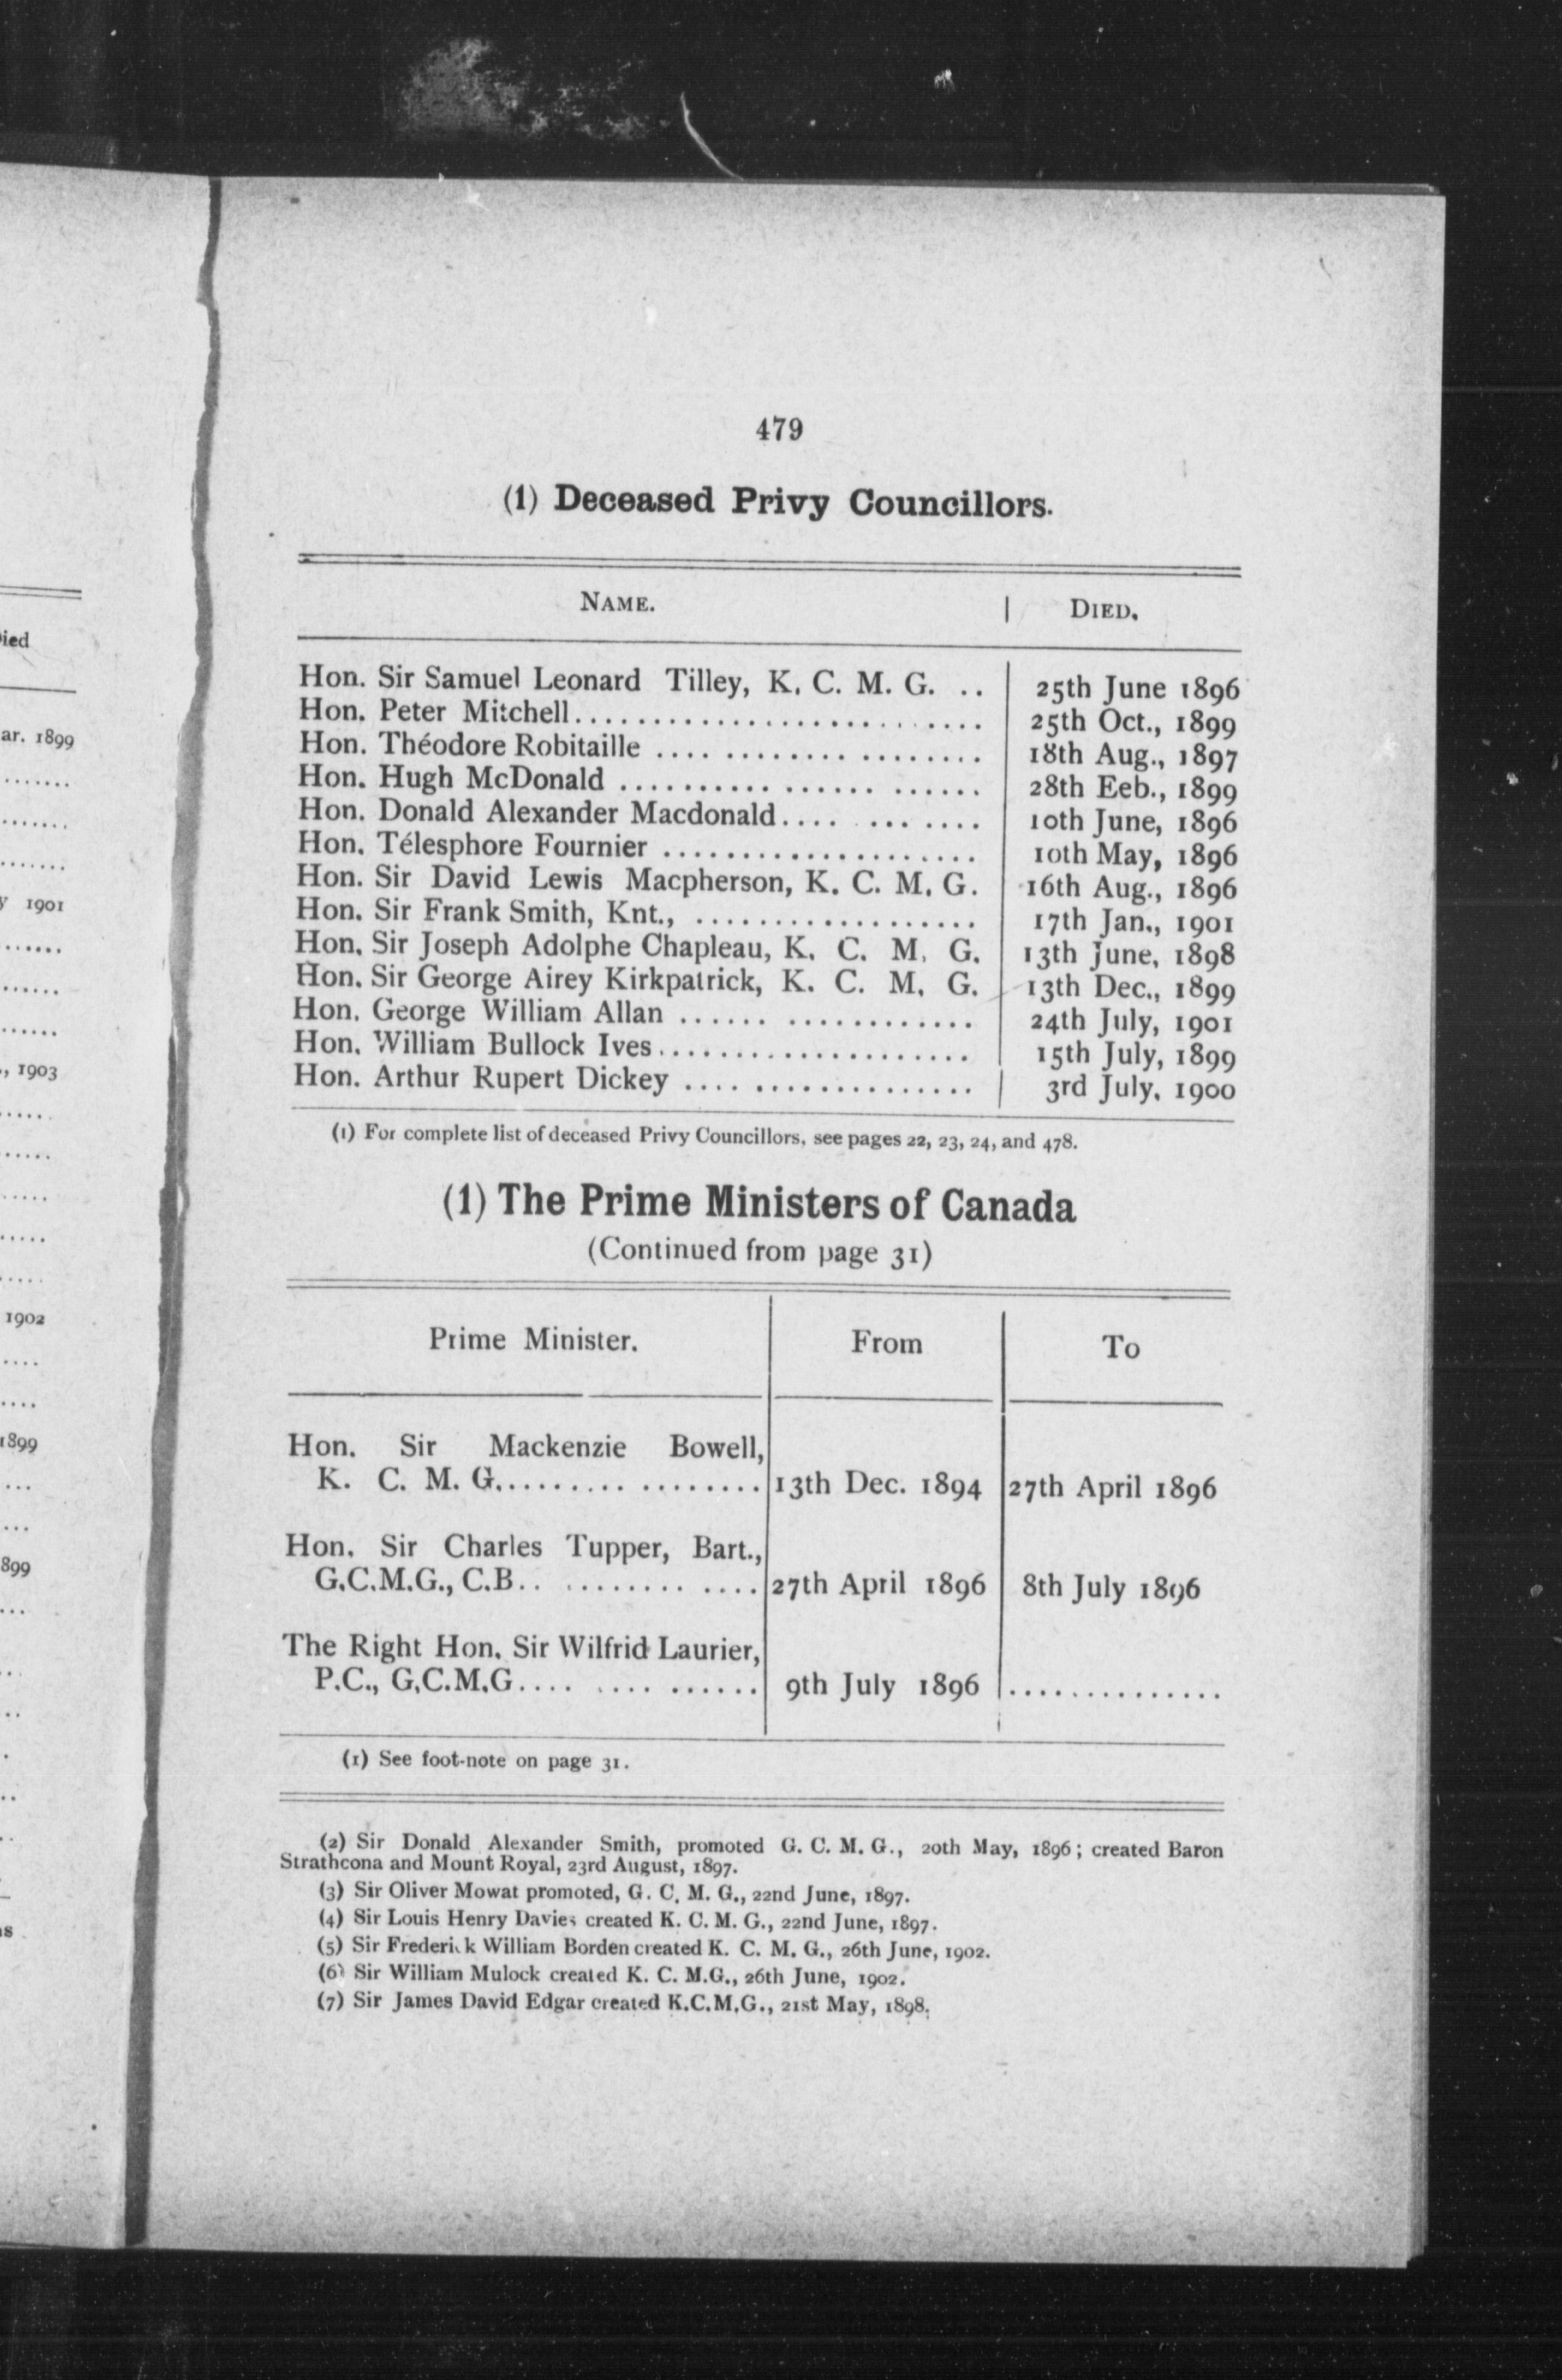 479
(1) Deceased Privy Councillors.
NAME. | DIED.
Hon. Sir Samuel Leonard Tilley, K. C. M. G. .. 25th June 1896
Hon. Peter Mitchell.......................... 25th Oct., 1899
Hon. Théodore Robitaille .................... 18th Aug., 1897
Hon. Hugh McDonald ...................... 28th Eeb., 1899
Hon. Donald Alexander Macdonald........... 10th June, 1896
Hon. Télesphore Fournier .................... 10th May, 1896
Hon. Sir David Lewis Macpherson, K. C. M. G. 16th Aug., 1896
Hon. Sir Frank Smith, Knt., .................. 17th Jan., 1901
Hon. Sir Joseph Adolphe Chapleau, K. C. M. G. 13th June, 1898
Hon. Sir George Airey Kirkpatrick, K. C. M. G. 13th Dec., 1899
Hon. George William Allan .................. 24th July, 1901
Hon. William Bullock Ives.................... 15th July, 1899
Hon. Arthur Rupert Dickey .................. 3rd July, 1900
(1) For complete list of deceased Privy Councillors, see pages 22, 23, 24, and 478.
(1) The Prime Ministers of Canada
(Continued from page 31)
Prime Minister. From To
Hon. Sir Mackenzie Bowell,
K. C. M. G.................. 13th Dec. 1894 27th April 1896
Hon. Sir Charles Tupper, Bart.,
G.C.M.G., C.B.. ............. 27th April 1896 8th July 1896
The Right Hon. Sir Wilfrid Laurier,
P.C., G.C.M.G.... .... ...... 9th July 1896 ..............
(1) See foot-note on page 31.
(2) Sir Donald Alexander Smith, promoted G. C. M. G., 20th May, 1896; created Baron
Strathcona and Mount Royal, 23rd August, 1897.
(3) Sir Oliver Mowat promoted, G. C. M. G., 22nd June, 1897.
(4) Sir Louis Henry Davies created K. C. M. G., 22nd June, 1897.
(5) Sir Frederick William Borden created K. C. M. G., 26th June, 1902.
(6) Sir William Mulock created K. C. M.G., 26th June, 1902.
(7) Sir James David Edgar created K.C.M.G., 21st May, 1898.
ied
ar. 1899
1901
1903
1902
1899
899